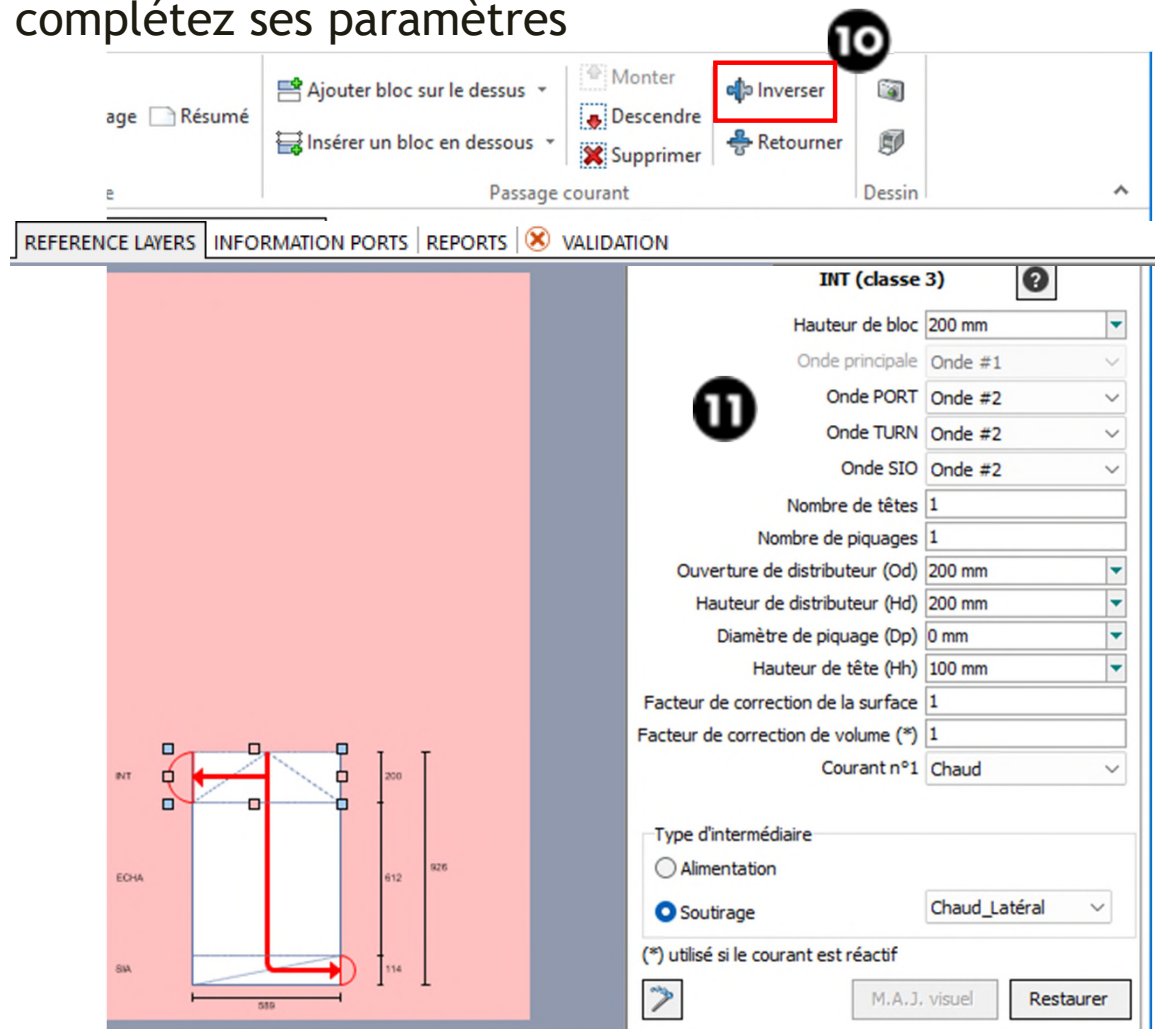 complétez ses paramètres
10
Ajouter bloc sur le dessus
Monter
Inverser
age Résumé
Descendre
Insérer un bloc en dessous
Retourner
Supprimer
e
Passage courant
Dessin
REFERENCE LAYERS INFORMATION PORTS REPORTS VALIDATION
INT (classe 3) ?
Hauteur de bloc 200 mm
Onde principale Onde #1
11
Onde PORT Onde #2
Onde TURN Onde #2
Onde SIO Onde #2
Nombre de têtes 1
Nombre de piquages 1
Ouverture de distributeur (Od) 200 mm
Hauteur de distributeur (Hd) 200 mm
Diamètre de piquage (Dp) 0 mm
Hauteur de tête (Hh) 100 mm
Facteur de correction de la surface 1
Facteur de correction de volume (*) 1
Courant n°1 Chaud
Type d'intermédiaire
Alimentation
Soutirage Chaud_Latéral
(*) utilisé si le courant est réactif
M.A.J. visuel Restaurer
INT 200
ECHA 612 926
SIA 114
589